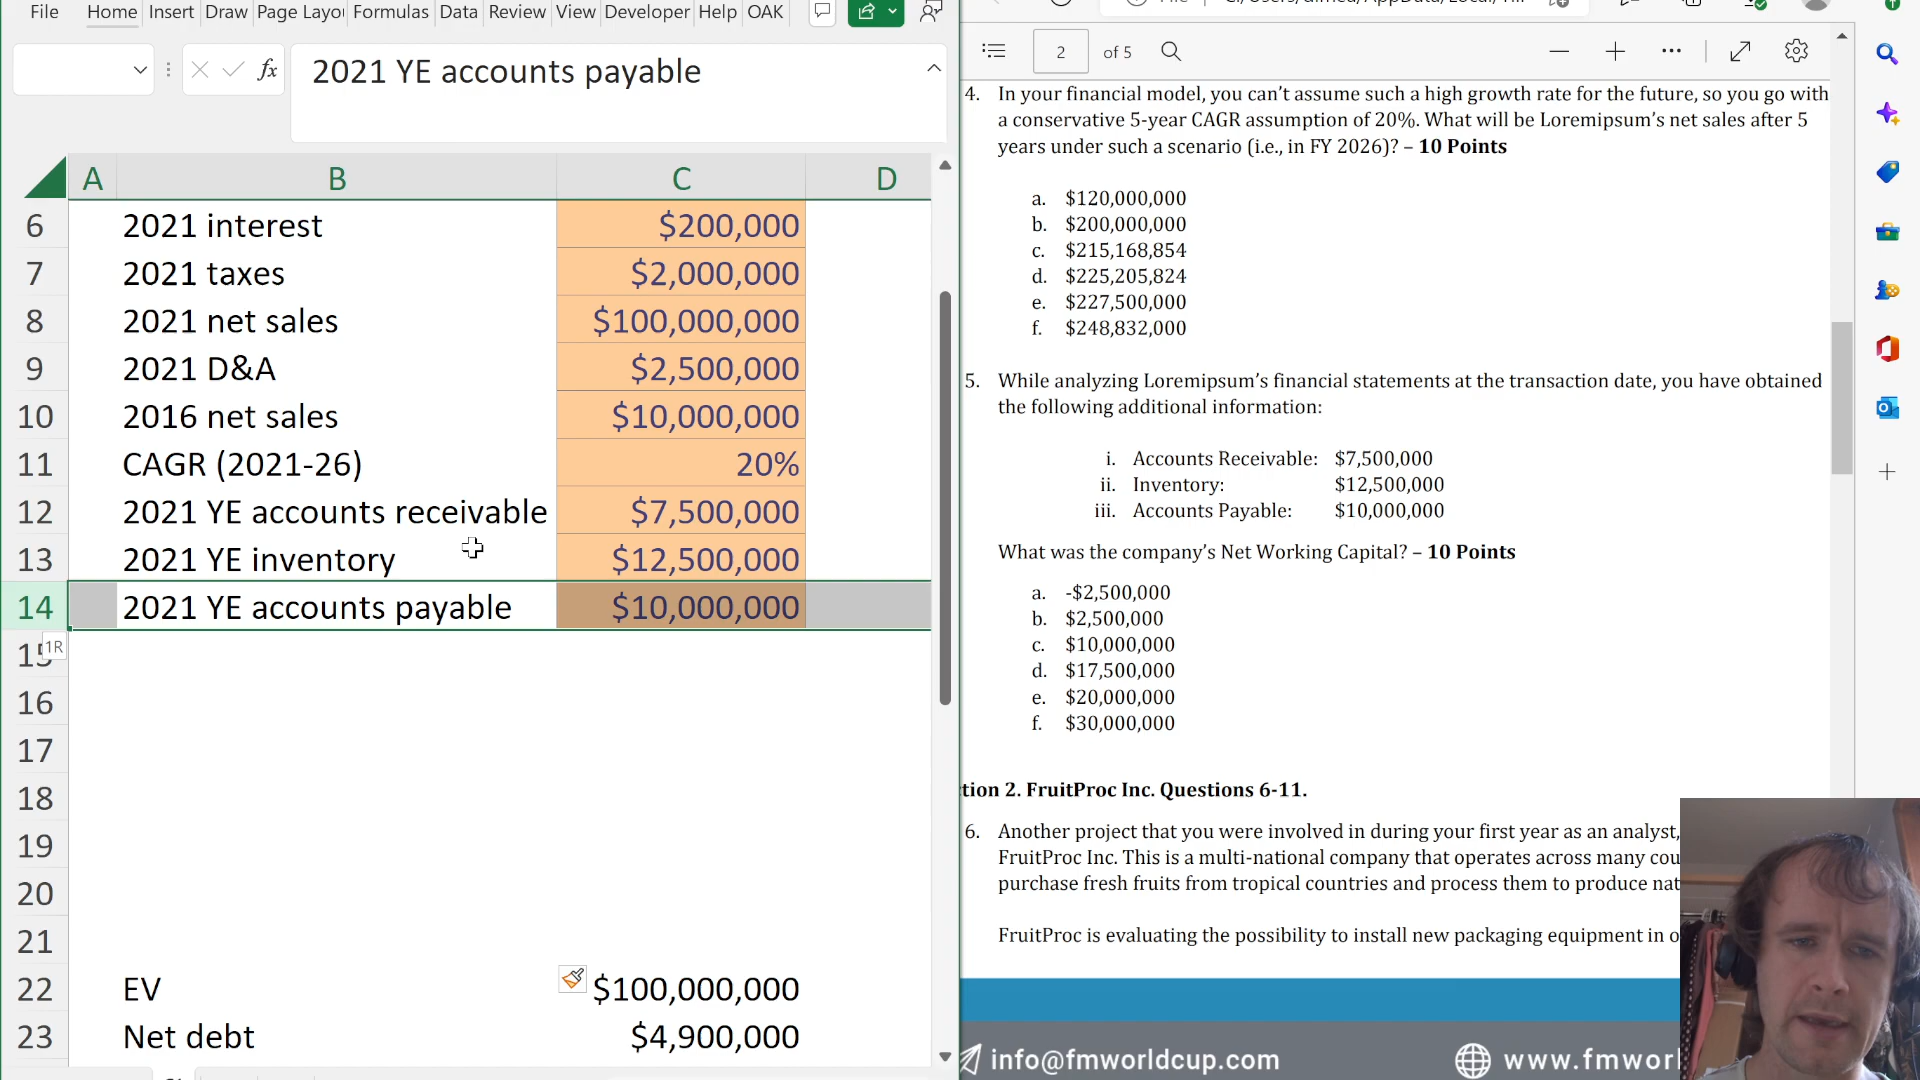 File Home Insert Draw Page Layo Formulas Data Review View Developer Help OAK
fx 2021 YE accounts payable
A B C D
6 2021 interest $200,000
7 2021 taxes $2,000,000
8 2021 net sales $100,000,000
9 2021 D&A $2,500,000
10 2016 net sales $10,000,000
11 CAGR (2021-26) 20%
12 2021 YE accounts receivable $7,500,000
13 2021 YE inventory $12,500,000
14 2021 YE accounts payable $10,000,000
15 1R
16
17
18
19
20
21
22 EV $100,000,000
23 Net debt $4,900,000
2 of 5
4. In your financial model, you can’t assume such a high growth rate for the future, so you go with
a conservative 5-year CAGR assumption of 20%. What will be Loremipsum’s net sales after 5
years under such a scenario (i.e., in FY 2026)? – 10 Points
a. $120,000,000
b. $200,000,000
c. $215,168,854
d. $225,205,824
e. $227,500,000
f. $248,832,000
5. While analyzing Loremipsum’s financial statements at the transaction date, you have obtained
the following additional information:
i. Accounts Receivable: $7,500,000
ii. Inventory: $12,500,000
iii. Accounts Payable: $10,000,000
What was the company’s Net Working Capital? – 10 Points
a. -$2,500,000
b. $2,500,000
c. $10,000,000
d. $17,500,000
e. $20,000,000
f. $30,000,000
tion 2. FruitProc Inc. Questions 6-11.
6. Another project that you were involved in during your first year as an analyst,
FruitProc Inc. This is a multi-national company that operates across many cou
purchase fresh fruits from tropical countries and process them to produce nat
FruitProc is evaluating the possibility to install new packaging equipment in o
info@fmworldcup.com www.fmworl